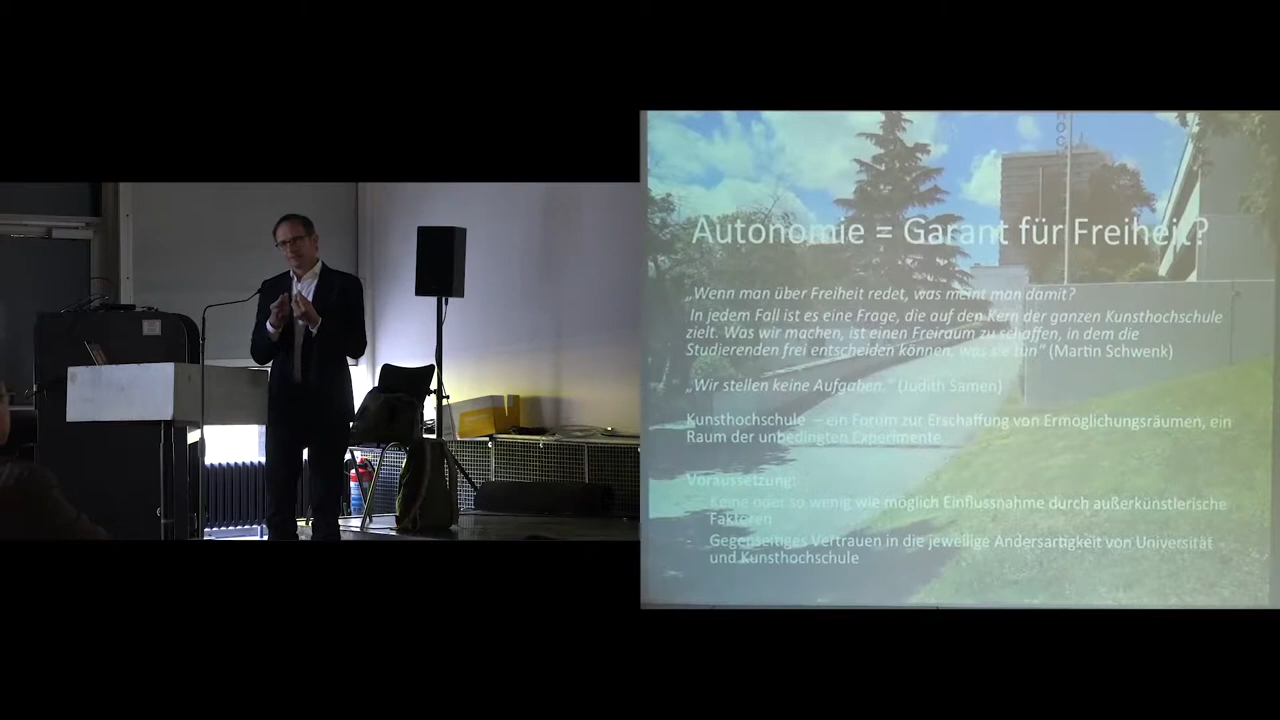 HOCH
Autonomie = Garant für Freiheit?
„Wenn man über Freiheit redet, was meint man damit?
In jedem Fall ist es eine Frage, die auf den Kern der ganzen Kunsthochschule
zielt. Was wir machen, ist einen Freiraum zu schaffen, in dem die
Studierenden frei entscheiden können, was sie tun“ (Martin Schwenk)
„Wir stellen keine Aufgaben.“ (Judith Samen)
Kunsthochschule – ein Forum zur Erschaffung von Ermöglichungsräumen, ein
Raum der unbedingten Experimente
Voraussetzung:
Keine oder so wenig wie möglich Einflussnahme durch außerkünstlerische
Faktoren
Gegenseitiges Vertrauen in die jeweilige Andersartigkeit von Universität
und Kunsthochschule